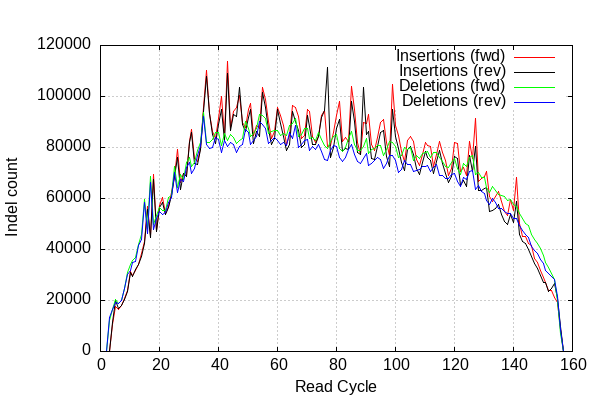 120000
100000
80000
60000
40000
20000
0
Indel count
Insertions (fwd)
Insertions (rev)
Deletions (fwd)
Deletions (rev)
0 20 40 60 80 100 120 140 160
Read Cycle